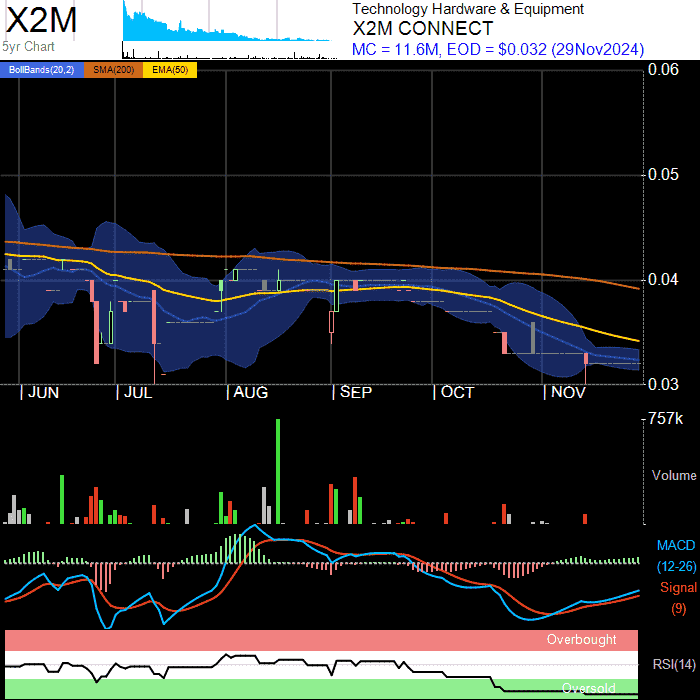 X2M
5yr Chart
Technology Hardware & Equipment
X2M CONNECT
MC = 11.6M, EOD = $0.032 (29Nov2024)
BollBands(20,2) SMA(200) EMA(50)
0.06
0.05
0.04
0.03
| JUN | JUL | AUG | SEP | OCT | NOV
757k
Volume
MACD
(12-26)
Signal
(9)
Overbought
RSI(14)
Oversold